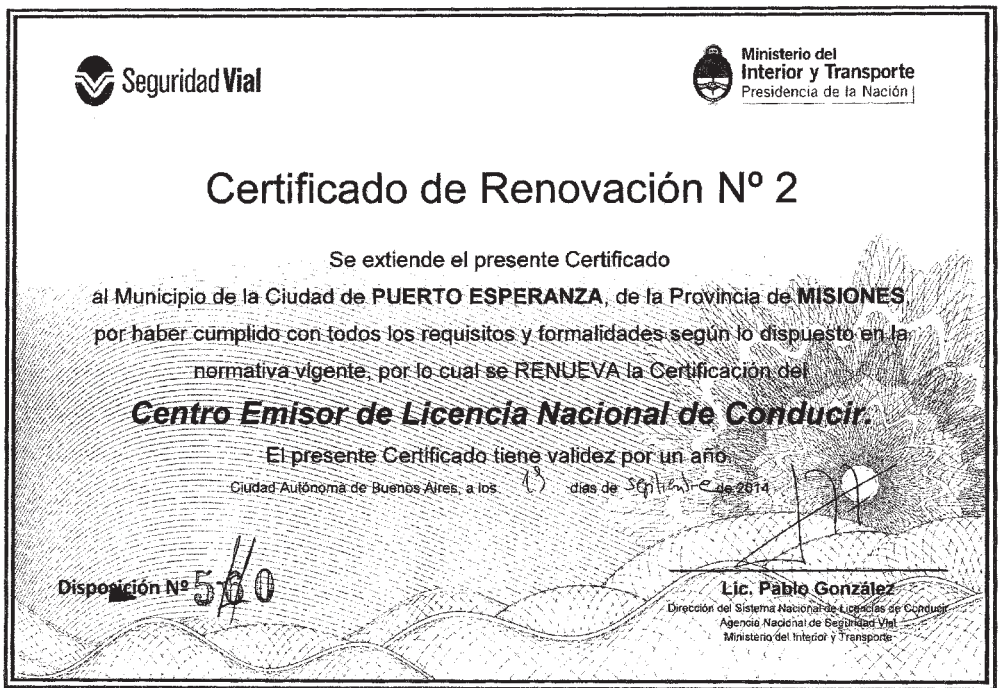 Seguridad Vial
Ministerio del
Interior y Transporte
Presidencia de la Nación
Certificado de Renovación Nº 2
Se extiende el presente Certificado
al Municipio de la Ciudad de PUERTO ESPERANZA, de la Provincia de MISIONES,
por haber cumplido con todos los requisitos y formalidades según lo dispuesto en la
normativa vigente, por lo cual se RENUEVA la Certificación del
Centro Emisor de Licencia Nacional de Conducir.
El presente Certificado tiene validez por un año.
Ciudad Autónoma de Buenos Aires, a los días de septiembre de 2014
Disposición Nº
Lic. Pablo González
Dirección del Sistema Nacional de Licencias de Conducir
Agencia Nacional de Seguridad Vial
Ministerio del Interior y Transporte